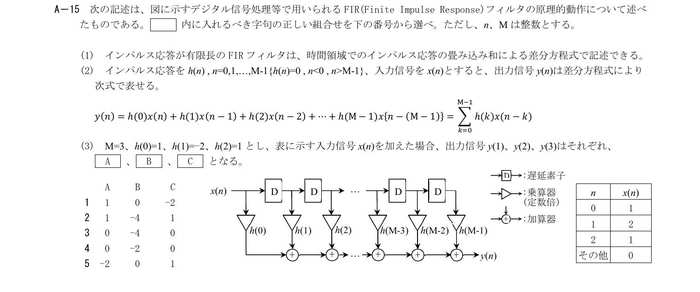 A-15 次の記述は、図に示すデジタル信号処理等で用いられるFIR(Finite Impulse Response)フィルタの原理的動作について述べ
たものである。 内に入れるべき字句の正しい組合せを下の番号から選べ。ただし、n、Mは整数とする。
(1) インパルス応答が有限長のFIRフィルタは、時間領域でのインパルス応答の畳み込み和による差分方程式で記述できる。
(2) インパルス応答を h(n) , n=0,1,…,M-1{h(n)=0 , n<0 , n>M-1}、入力信号をx(n)とすると、出力信号y(n)は差分方程式により
次式で表せる。
y(n) = h(0)x(n) + h(1)x(n − 1) + h(2)x(n − 2) + ⋯ + h(M − 1)x{n − (M − 1)} = ∑_{k=0}^{M−1} h(k)x(n − k)
(3) M=3、h(0)=1、h(1)=−2、h(2)=1 とし、表に示す入力信号x(n)を加えた場合、出力信号y(1)、y(2)、y(3)はそれぞれ、
A 、 B 、 C となる。
A B C
1 1 0 −2
2 1 −4 1
3 0 −4 0
4 0 −2 0
5 −2 0 1
x(n) D D … D D
h(0) h(1) h(2) h(M-3) h(M-2) h(M-1)
+ + … + + + y(n)
D :遅延素子
:乗算器
(定数倍)
+ :加算器
n x(n)
0 1
1 2
2 1
その他 0